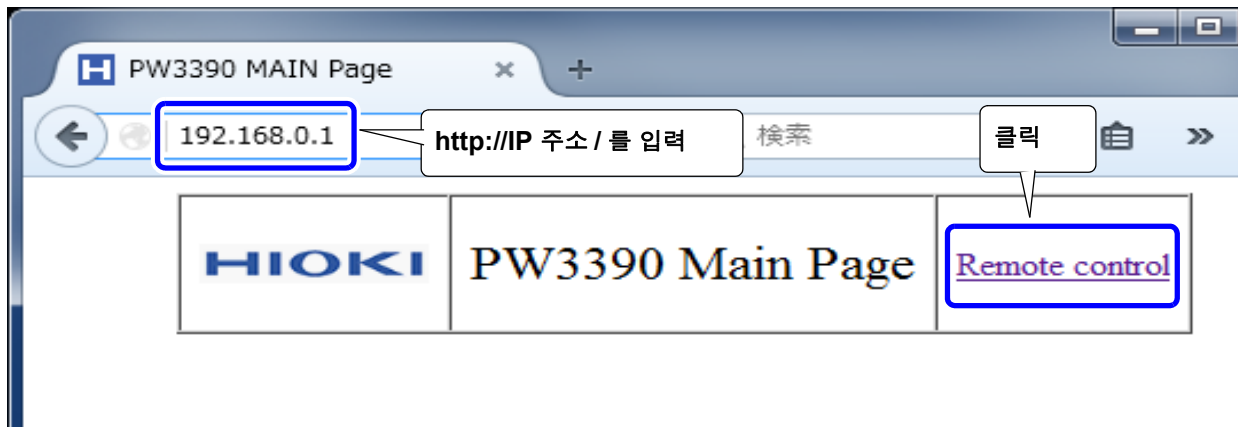 PW3390 MAIN Page
192.168.0.1
http://IP 주소 / 를 입력
検索
클릭
HIOKI
PW3390 Main Page
Remote control